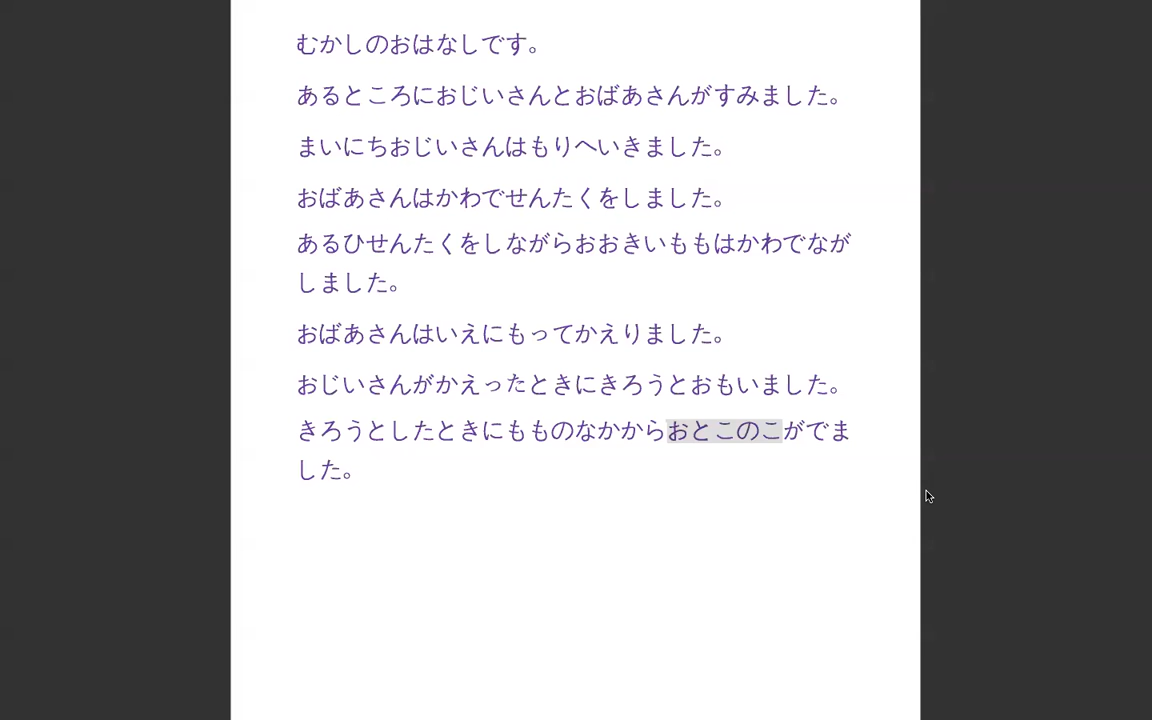 むかしのおはなしです。
あるところにおじいさんとおばあさんがすみました。
まいにちおじいさんはもりへいきました。
おばあさんはかわでせんたくをしました。
あるひせんたくをしながらおおきいももはかわでなが
しました。
おばあさんはいえにもってかえりました。
おじいさんがかえったときにきろうとおもいました。
きろうとしたときにもものなかからおとこのこがでま
した。